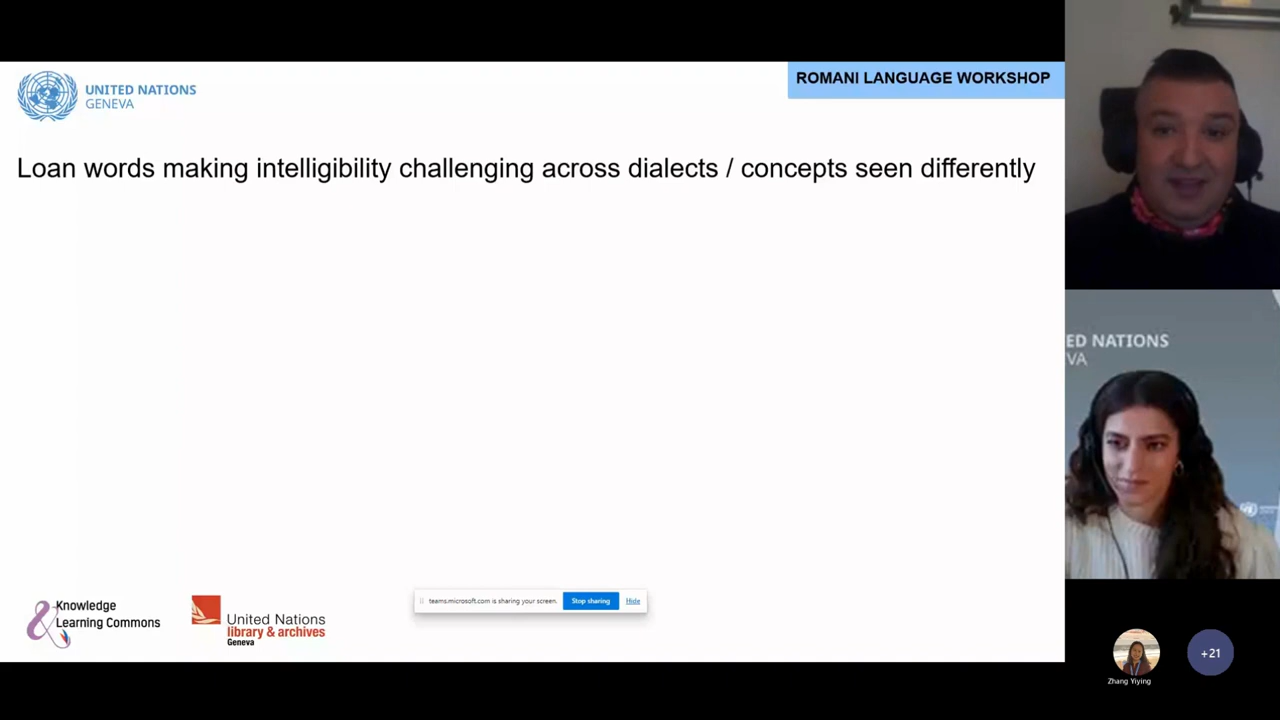 UNITED NATIONS
GENEVA
ROMANI LANGUAGE WORKSHOP
Loan words making intelligibility challenging across dialects / concepts seen differently
ED NATIONS
VA
Knowledge
& Learning Commons
United Nations
library & archives
Geneva
teams.microsoft.com is sharing your screen.
Stop sharing
Hide
Zhang Yiying
+21